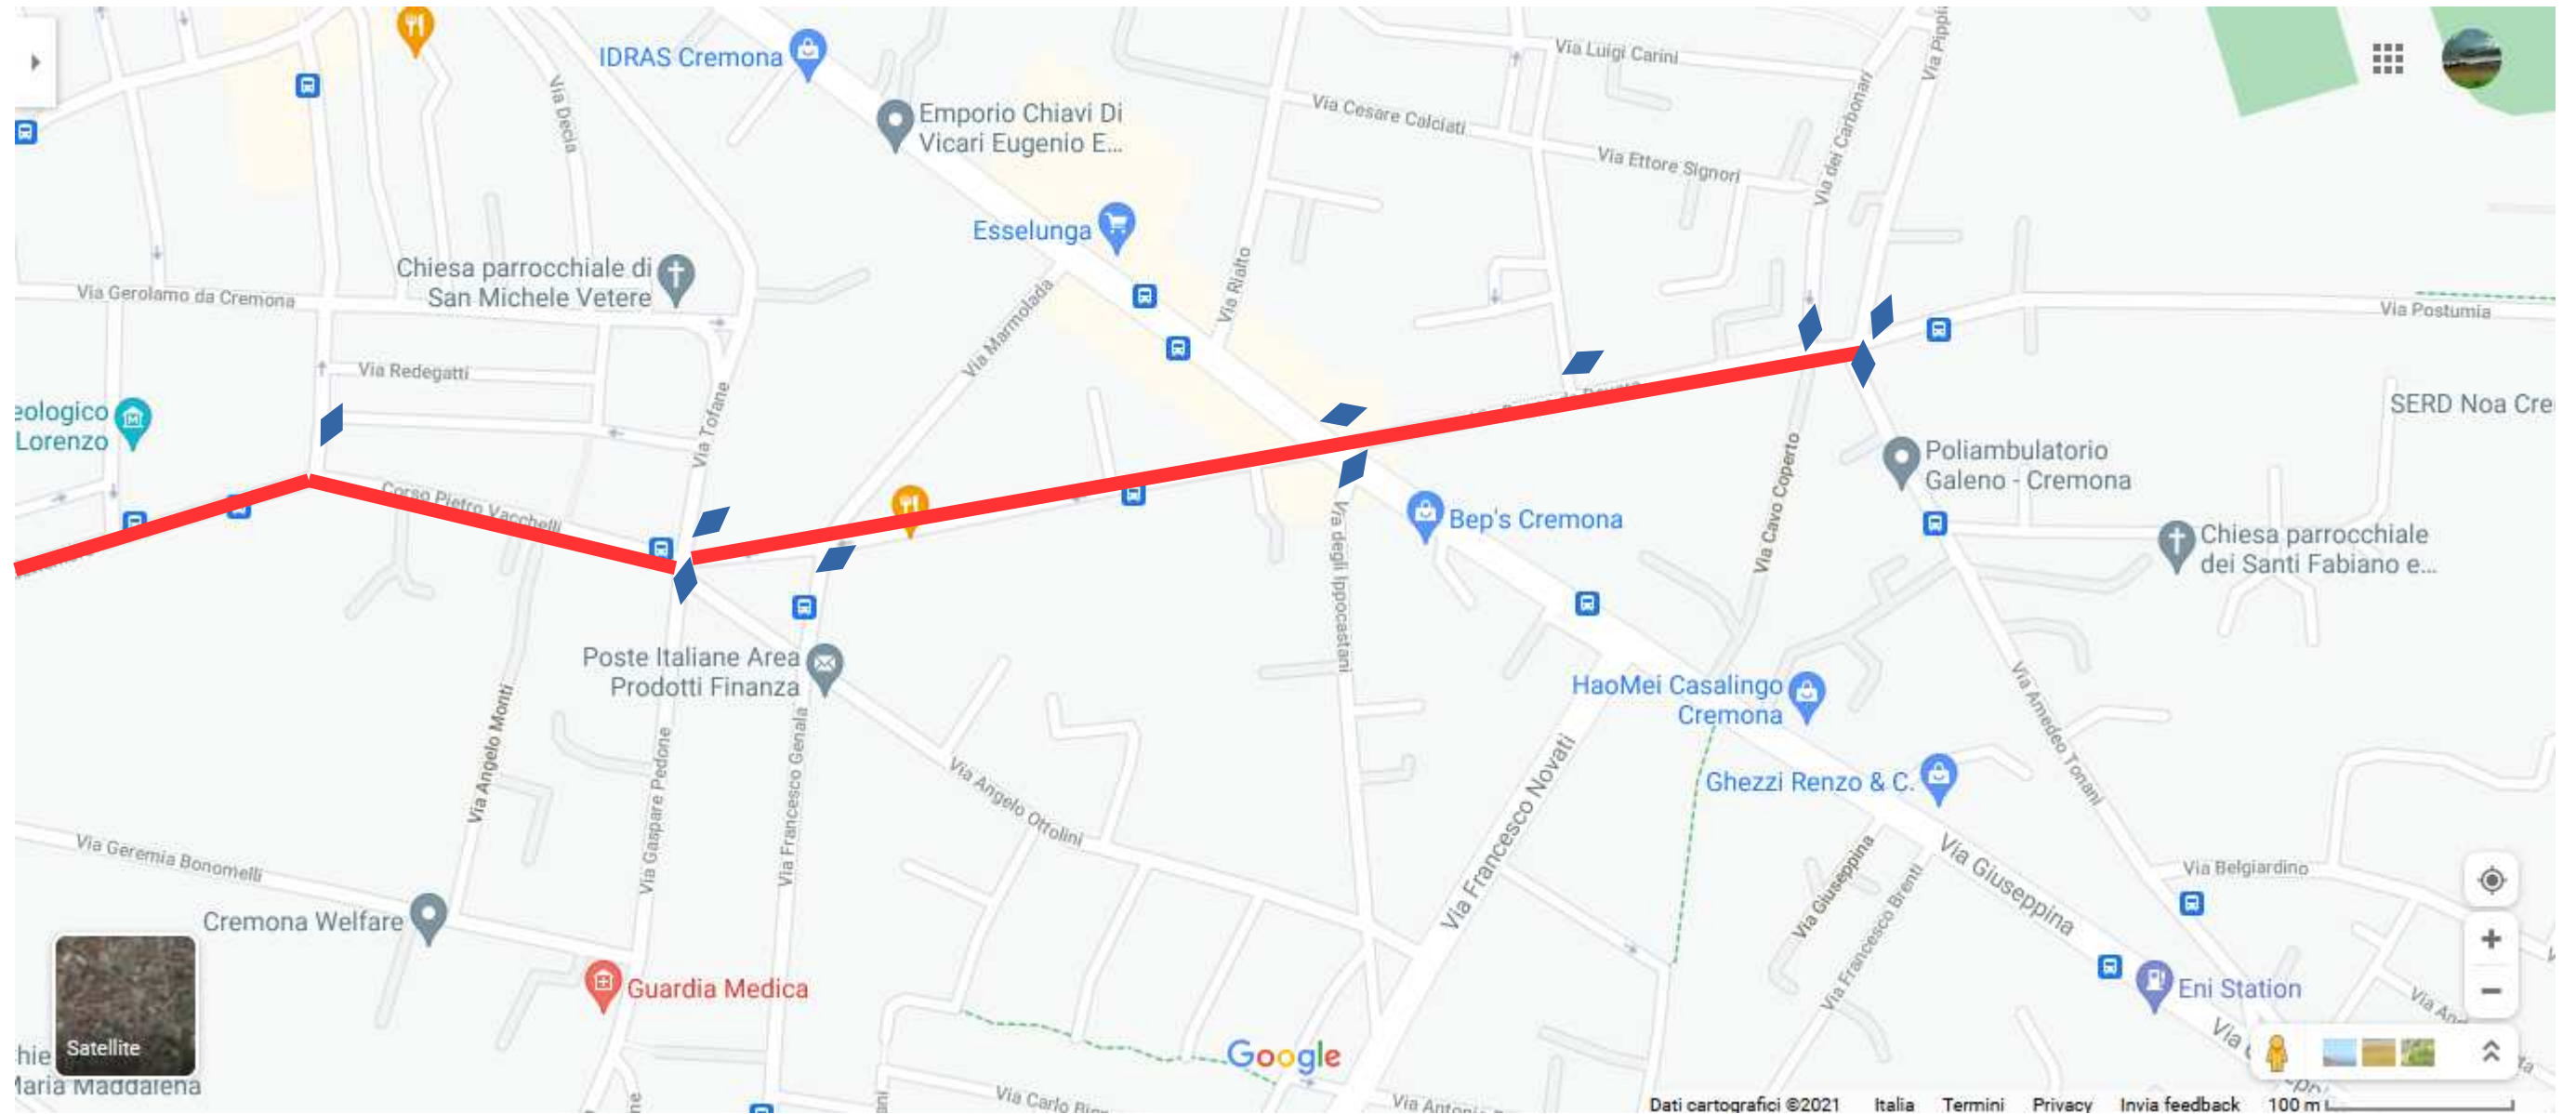 IDRAS Cremona
Via Luigi Carini
Via Pippia
Emporio Chiavi Di
Vicari Eugenio E...
Via Decia
Via Cesare Calciati
Via dei Carbonari
Via Ettore Signori
Esselunga
Chiesa parrocchiale di
San Michele Vetere
Via Gerolamo da Cremona
Via Rialto
Via Marmolada
Via Postumia
Via Redegatti
Via Tofane
eologico
Lorenzo
SERD Noa Cre
Poliambulatorio
Galeno - Cremona
Corso Pietro Vacchelli
Via Cavo Coperto
Bep's Cremona
Via degli Ippocastani
Chiesa parrocchiale
dei Santi Fabiano e...
Poste Italiane Area
Prodotti Finanza
HaoMei Casalingo
Cremona
Via Angelo Monti
Via Gaspare Pedone
Via Francesco Genala
Via Angelo Ottolini
Via Francesco Novati
Via Amedeo Tonani
Ghezzi Renzo & C.
Via Geremia Bonomelli
Via Giuseppina
Via Giuseppina
Via Francesco Brenti
Via Belgiardino
Cremona Welfare
Guardia Medica
Eni Station
Satellite
Maria Maddalena
Google
Via Carlo
Dati cartografici ©2021 Italia Termini Privacy Invia feedback 100 m